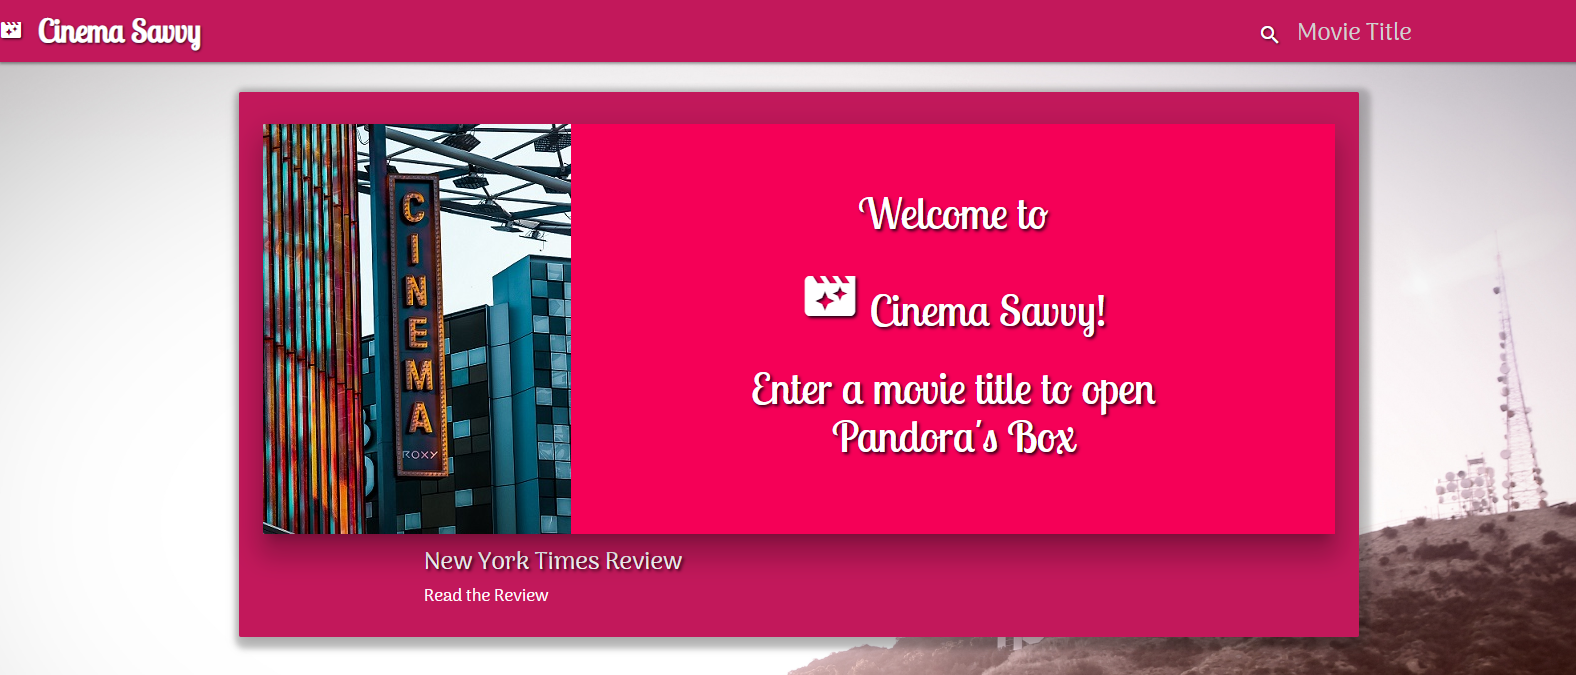 Cinema Savvy
Movie Title
CINEMA
ROXY
Welcome to
Cinema Savvy!
Enter a movie title to open
Pandora's Box
New York Times Review
Read the Review